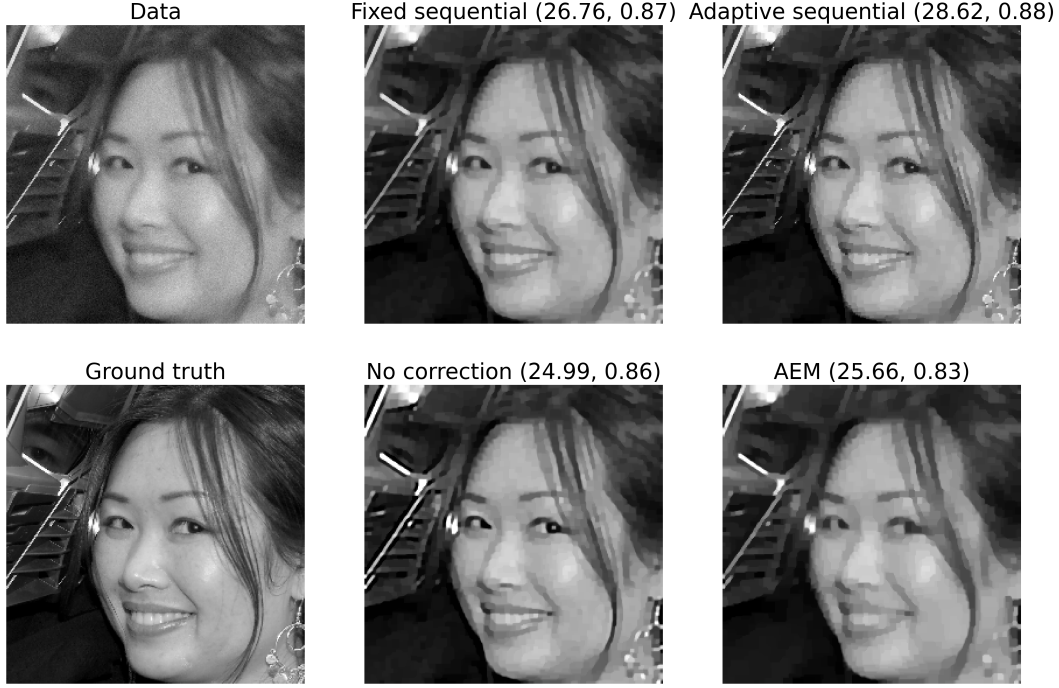 Data
Fixed sequential (26.76, 0.87)
Adaptive sequential (28.62, 0.88)
Ground truth
No correction (24.99, 0.86)
AEM (25.66, 0.83)